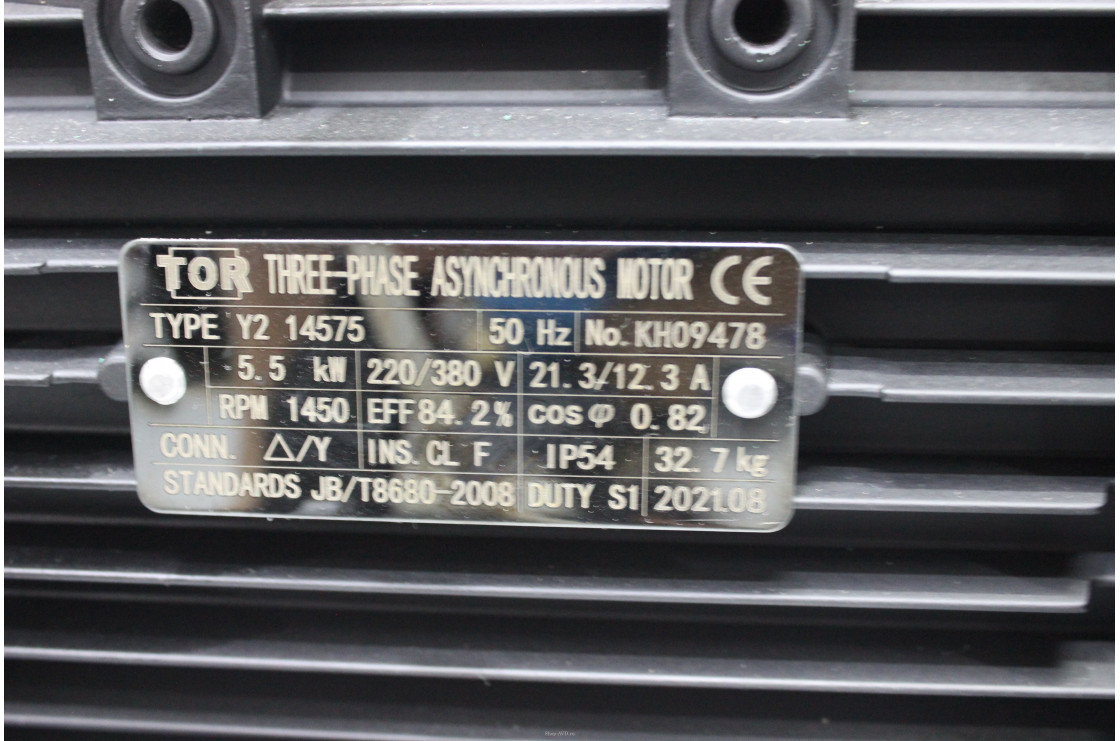 TOR THREE-PHASE ASYNCHRONOUS MOTOR CE
TYPE Y2 14575 50 Hz No. KH09478
5.5 kW 220/380 V 21.3/12.3 A
RPM 1450 EFF 84.2% cos φ 0.82
CONN. △/Y INS. CL F IP54 32.7 kg
STANDARDS JB/T8680-2008 DUTY S1 2021.08